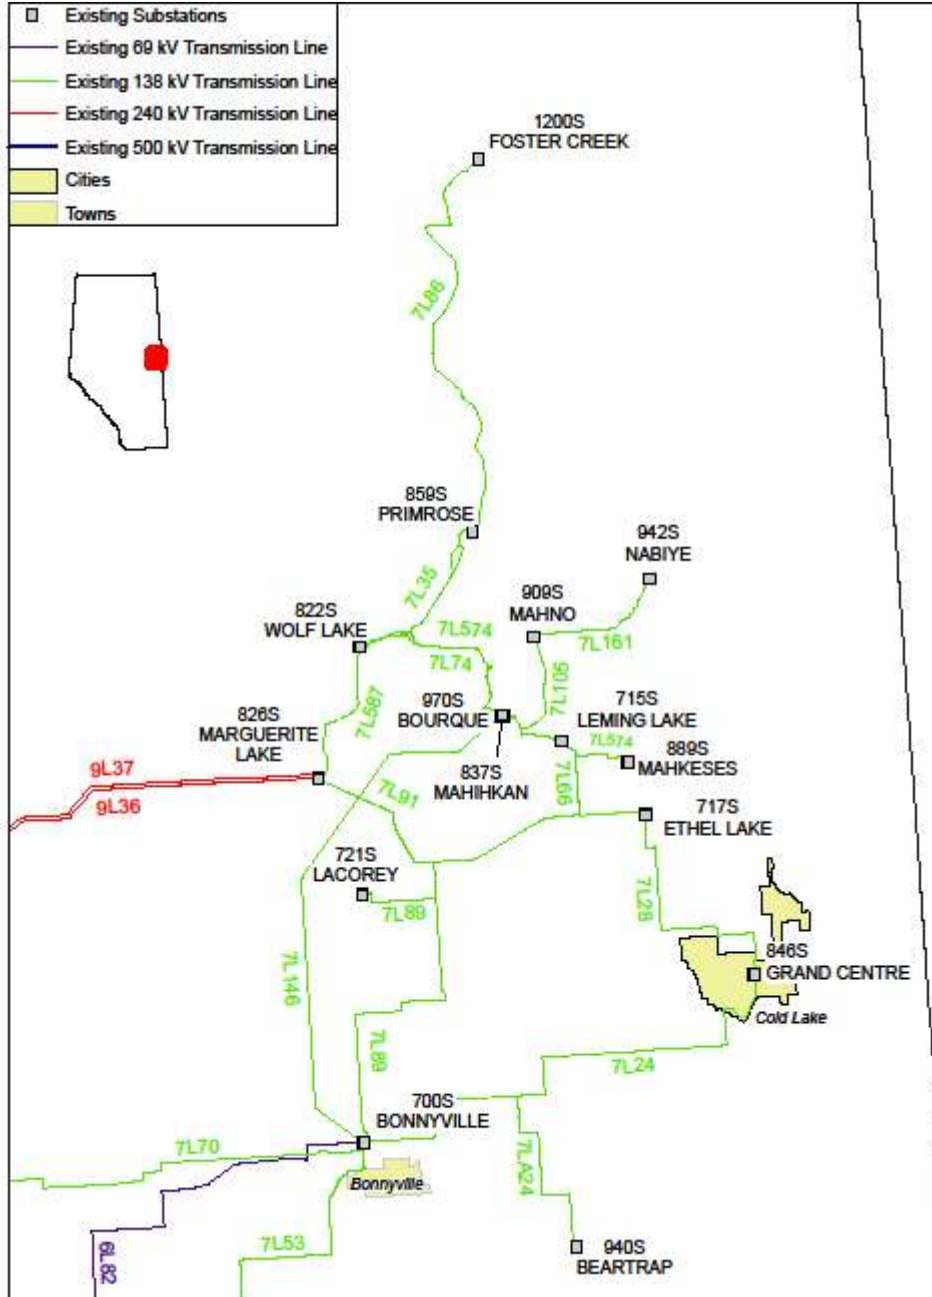 Existing Substations
Existing 69 kV Transmission Line
Existing 138 kV Transmission Line
Existing 240 kV Transmission Line
Existing 500 kV Transmission Line
Cities
Towns
1200S
FOSTER CREEK
7L86
859S
PRIMROSE
942S
NABIYE
7L35
909S
MAHNO
822S
WOLF LAKE
7L574
7L161
7L74
7L105
715S
LEMING LAKE
970S
BOURQUE
7L587
826S
MARGUERITE
LAKE
7L574
889S
MAHKESES
837S
MAHIHKAN
7L66
9L37
9L36
7L91
717S
ETHEL LAKE
721S
LACOREY
7L89
7L28
846S
GRAND CENTRE
7L146
Cold Lake
7L89
7L24
700S
BONNYVILLE
7L70
7LA24
Bonnyville
7L53
6L82
940S
BEARTRAP